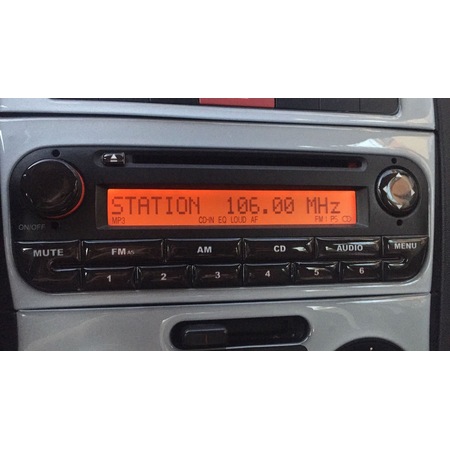 STATION 106.00 MHz
MP3 CD-IN EQ LOUD AF FM1 PS CD
ON/OFF
MUTE FM AS AM CD AUDIO MENU
1 2 3 4 5 6